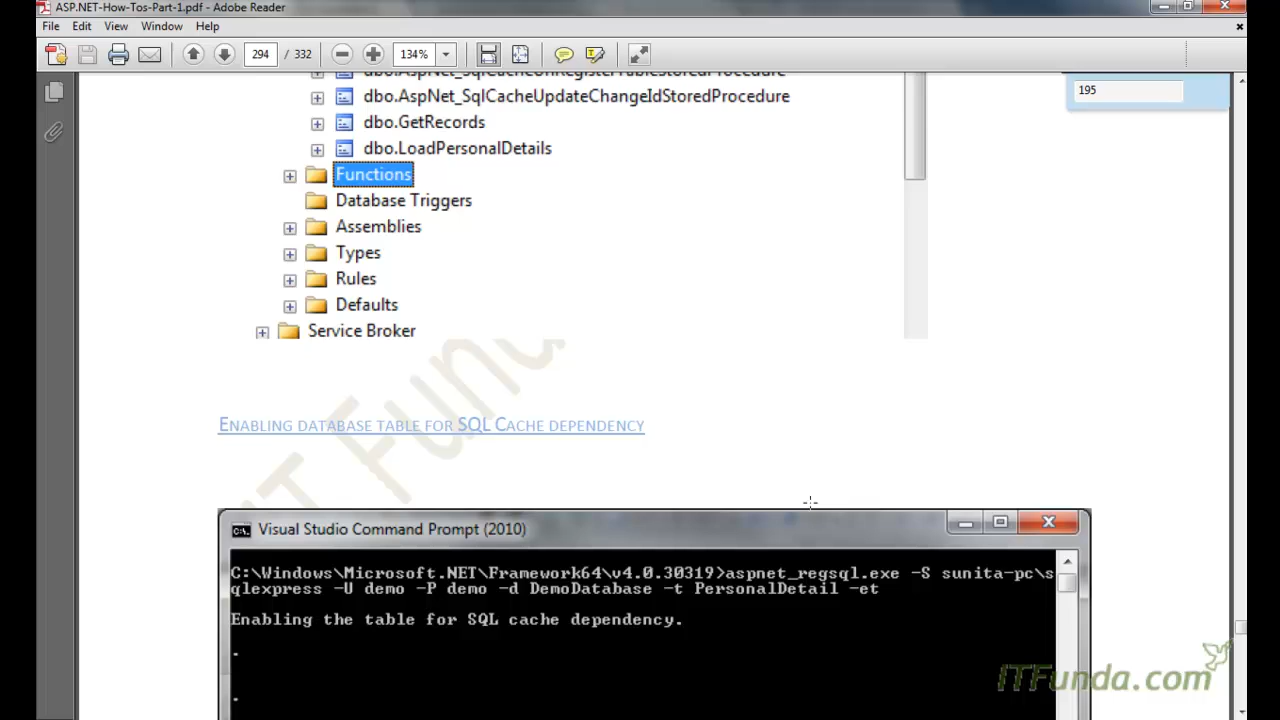 ASP.NET-How-Tos-Part-1.pdf - Adobe Reader
File Edit View Window Help
294 / 332 134%
195
dbo.AspNet_SqlCacheUpdateChangeIdStoredProcedure
dbo.GetRecords
dbo.LoadPersonalDetails
Functions
Database Triggers
Assemblies
Types
Rules
Defaults
Service Broker
ENABLING DATABASE TABLE FOR SQL CACHE DEPENDENCY
Visual Studio Command Prompt (2010)
C:\Windows\Microsoft.NET\Framework64\v4.0.30319>aspnet_regsql.exe -S sunita-pc\s
qlexpress -U demo -P demo -d DemoDatabase -t PersonalDetail -et
Enabling the table for SQL cache dependency.
.
.
ITFunda.com